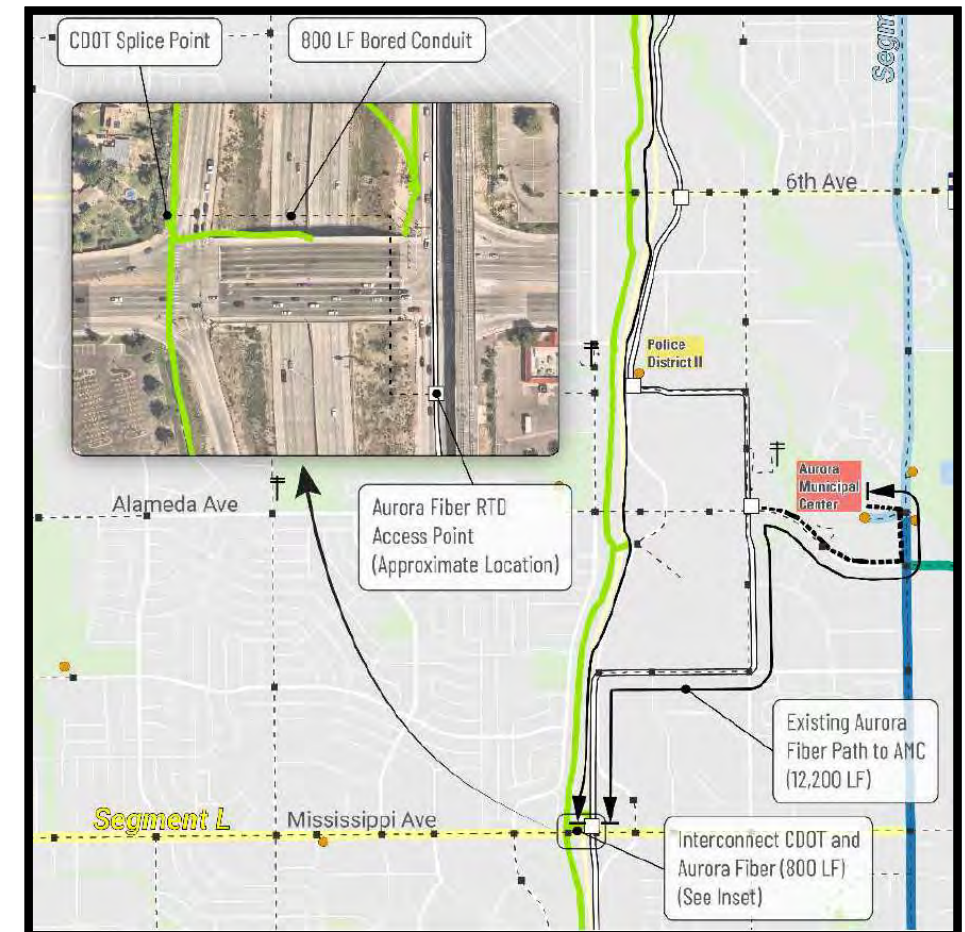 CDOT Splice Point
800 LF Bored Conduit
6th Ave
Police
District II
Aurora
Municipal
Center
Alameda Ave
Aurora Fiber RTD
Access Point
(Approximate Location)
Existing Aurora
Fiber Path to AMC
(12,200 LF)
Segment L
Mississippi Ave
Interconnect CDOT and
Aurora Fiber (800 LF)
(See Inset)